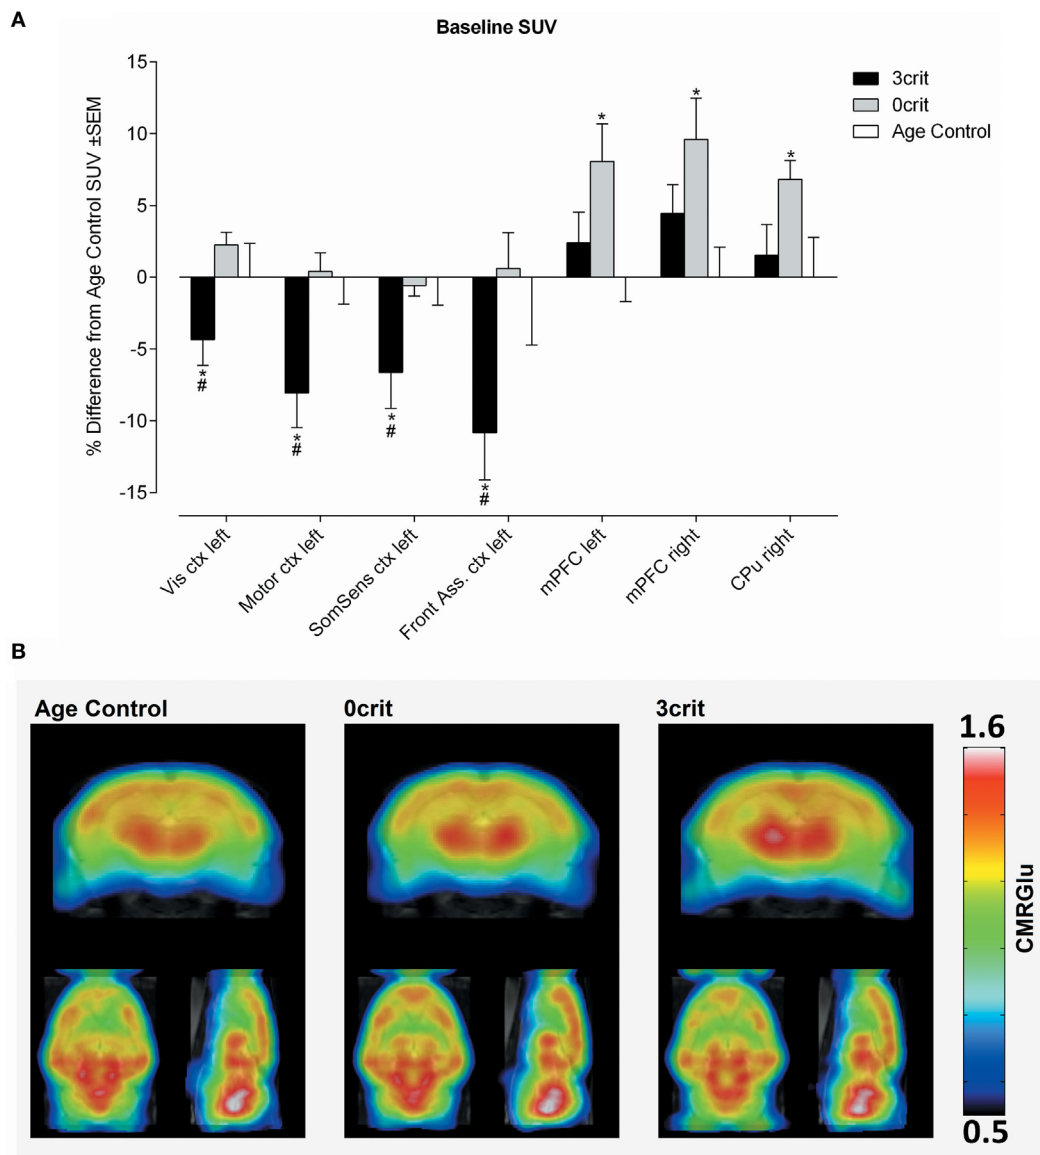 A
Baseline SUV
% Difference from Age Control SUV ±SEM
15
10
5
0
-5
-10
-15
3crit
0crit
Age Control
*
#
*
#
*
#
*
#
*
*
*
Vis ctx left
Motor ctx left
SomSens ctx left
Front Ass. ctx left
mPFC left
mPFC right
CPu right
B
Age Control
0crit
3crit
1.6
CMRGlu
0.5